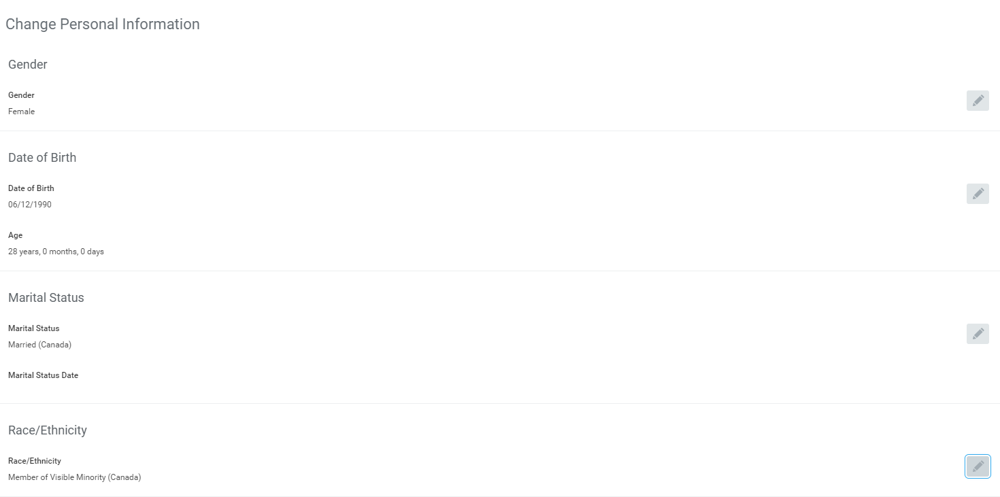 Change Personal Information
Gender
Gender
Female
Date of Birth
Date of Birth
06/12/1990
Age
28 years, 0 months, 0 days
Marital Status
Marital Status
Married (Canada)
Marital Status Date
Race/Ethnicity
Race/Ethnicity
Member of Visible Minority (Canada)